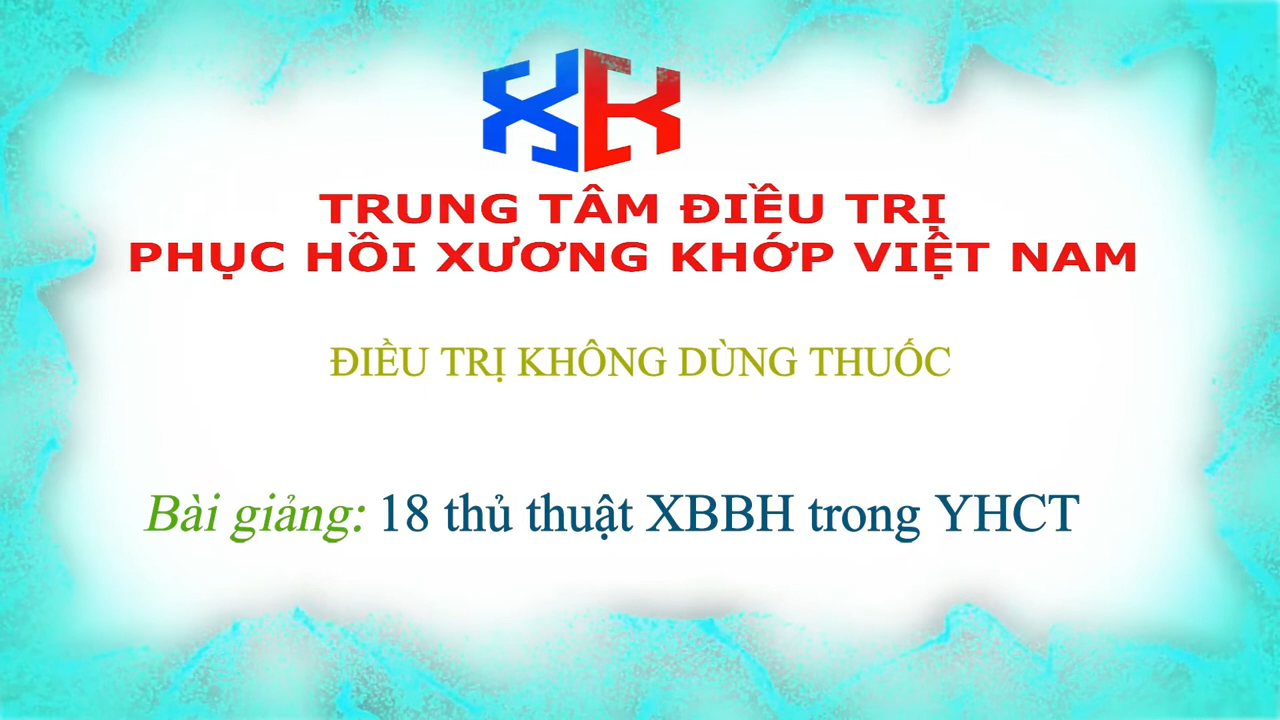 XK
TRUNG TÂM ĐIỀU TRỊ
PHỤC HỒI XƯƠNG KHỚP VIỆT NAM
ĐIỀU TRỊ KHÔNG DÙNG THUỐC
Bài giảng: 18 thủ thuật XBBH trong YHCT